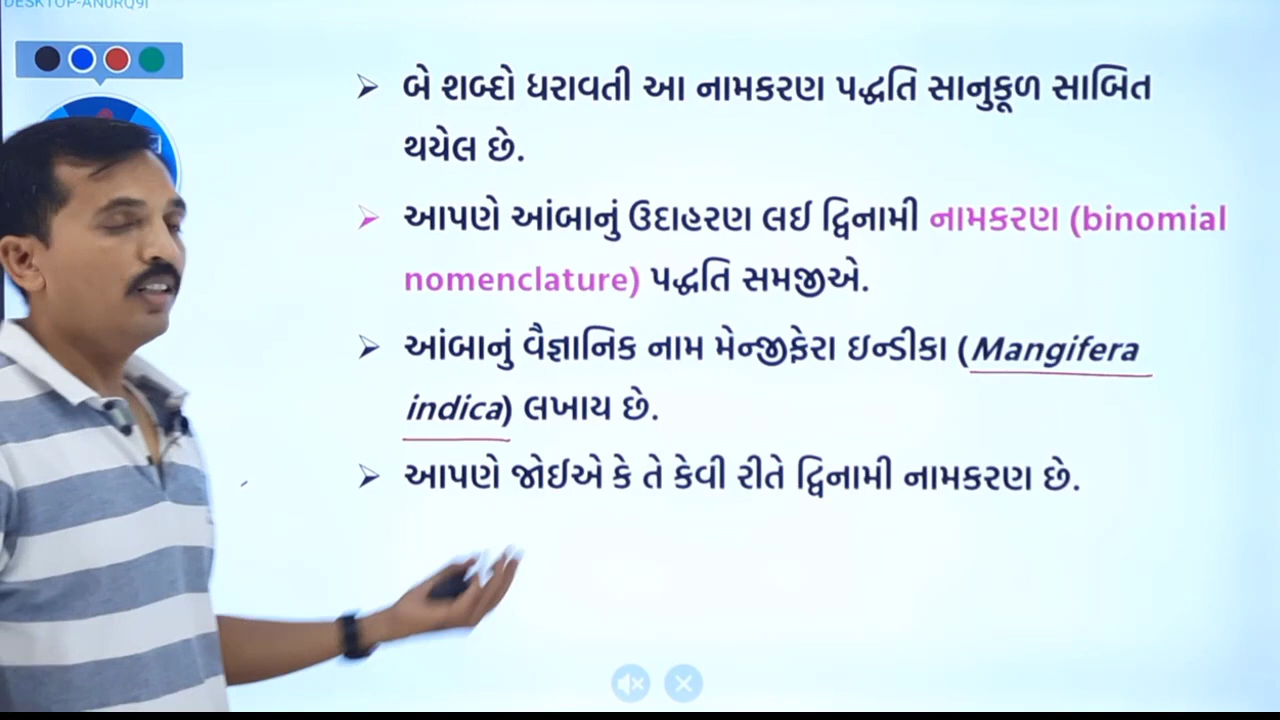 DESKTOP-AN0RQ9I
બે શબ્દો ધરાવતી આ નામકરણ પદ્ધતિ સાનુકૂળ સાબિત
થયેલ છે.
આપણે આંબાનું ઉદાહરણ લઈ દ્વિનામી નામકરણ (binomial
nomenclature) પદ્ધતિ સમજીએ.
આંબાનું વૈજ્ઞાનિક નામ મેન્જીફેરા ઇન્ડીકા (Mangifera
indica) લખાય છે.
આપણે જોઈએ કે તે કેવી રીતે દ્વિનામી નામકરણ છે.